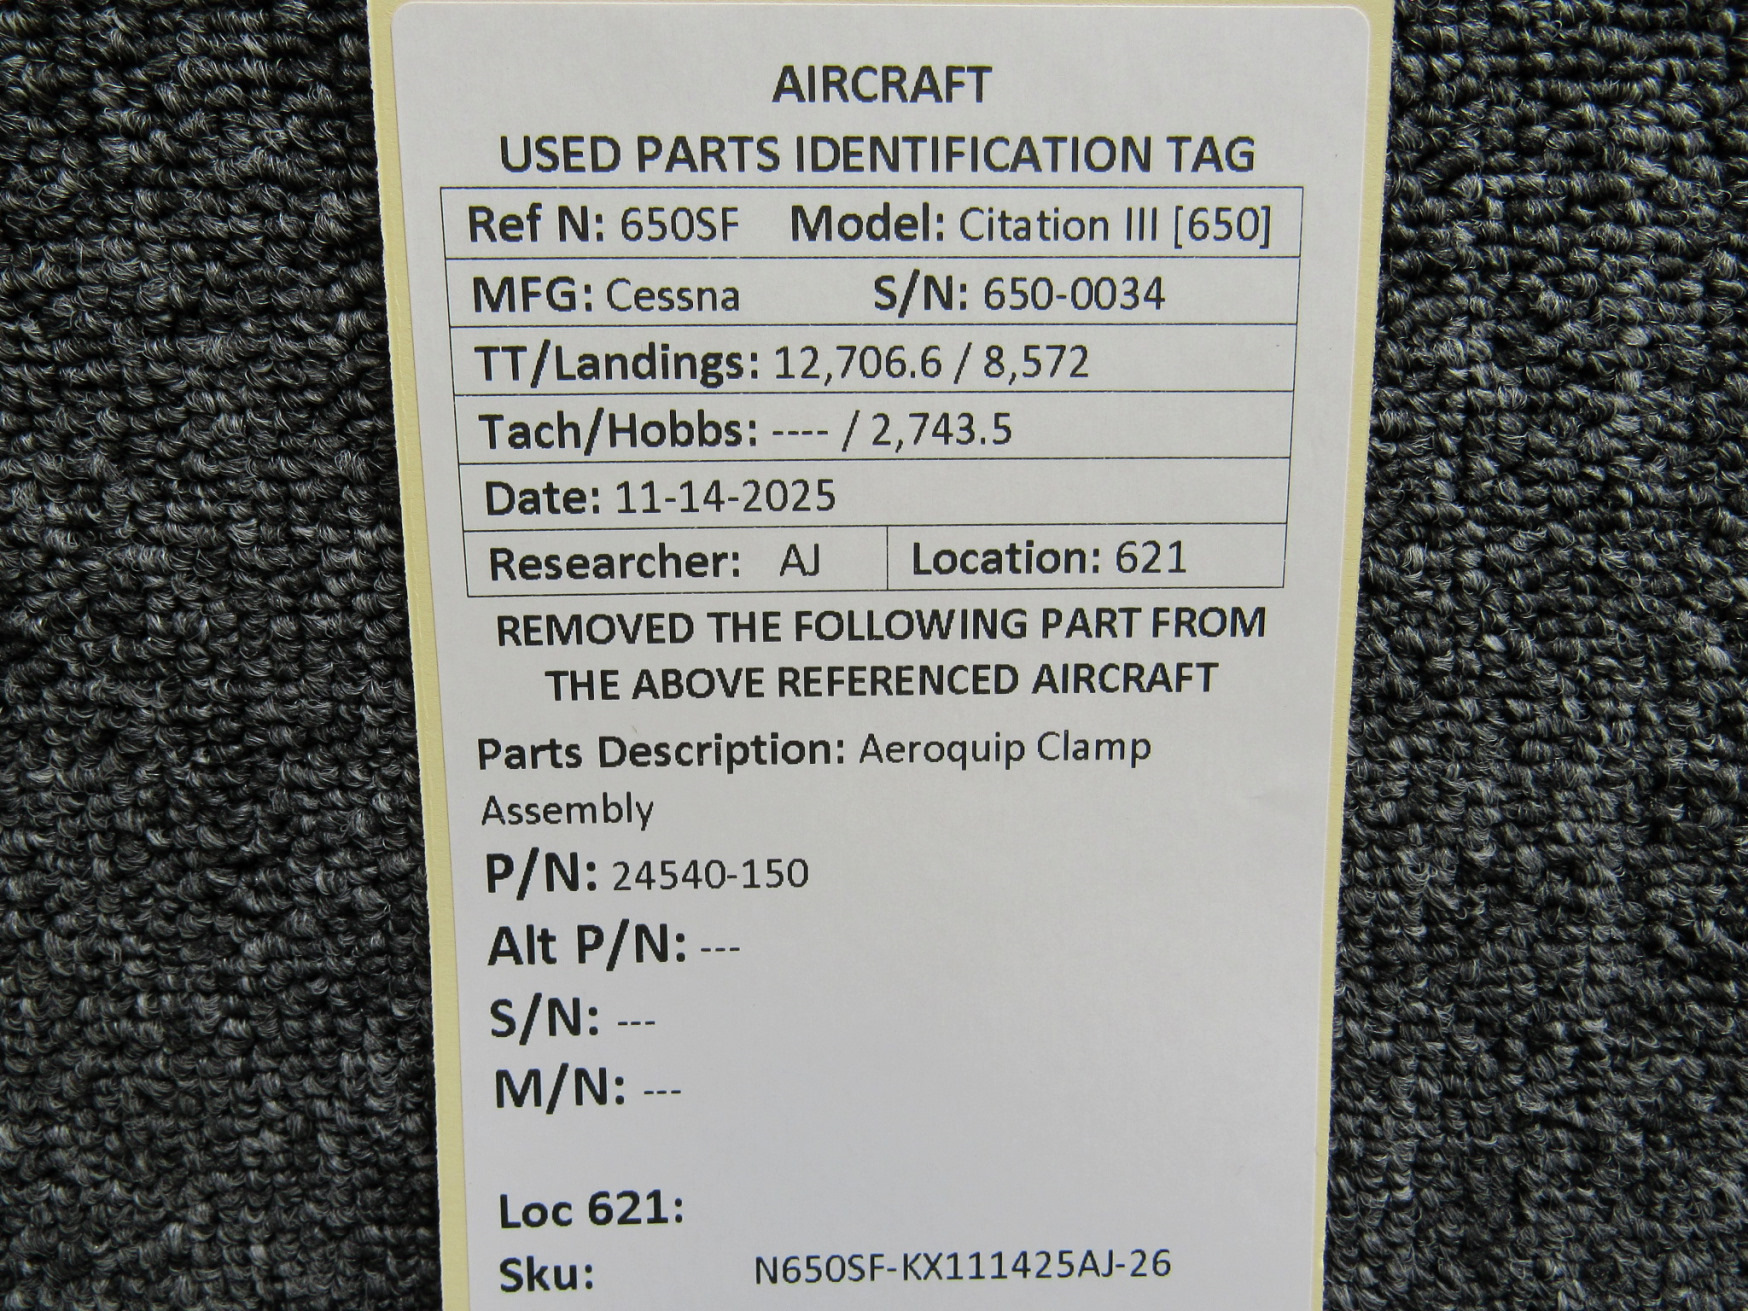 AIRCRAFT
USED PARTS IDENTIFICATION TAG
Ref N: 650SF Model: Citation III [650]
MFG: Cessna S/N: 650-0034
TT/Landings: 12,706.6 / 8,572
Tach/Hobbs: ---- / 2,743.5
Date: 11-14-2025
Researcher: AJ Location: 621
REMOVED THE FOLLOWING PART FROM
THE ABOVE REFERENCED AIRCRAFT
Parts Description: Aeroquip Clamp
Assembly
P/N: 24540-150
Alt P/N: ---
S/N: ---
M/N: ---
Loc 621:
Sku: N650SF-KX111425AJ-26